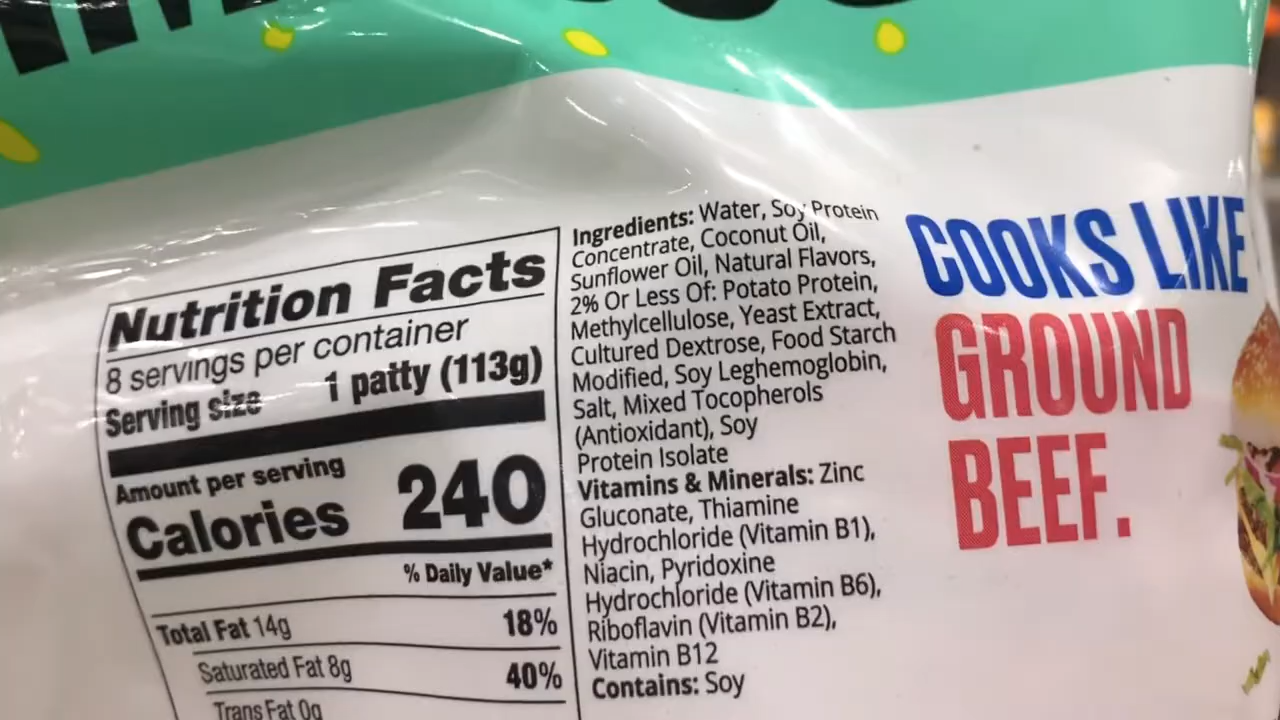 Nutrition Facts
8 servings per container
Serving size 1 patty (113g)
Amount per serving
Calories 240
% Daily Value*
Total Fat 14g 18%
Saturated Fat 8g 40%
Trans Fat 0g
Ingredients: Water, Soy Protein
Concentrate, Coconut Oil,
Sunflower Oil, Natural Flavors,
2% Or Less Of: Potato Protein,
Methylcellulose, Yeast Extract,
Cultured Dextrose, Food Starch
Modified, Soy Leghemoglobin,
Salt, Mixed Tocopherols
(Antioxidant), Soy
Protein Isolate
Vitamins & Minerals: Zinc
Gluconate, Thiamine
Hydrochloride (Vitamin B1),
Niacin, Pyridoxine
Hydrochloride (Vitamin B6),
Riboflavin (Vitamin B2),
Vitamin B12
Contains: Soy
COOKS LIKE
GROUND
BEEF.